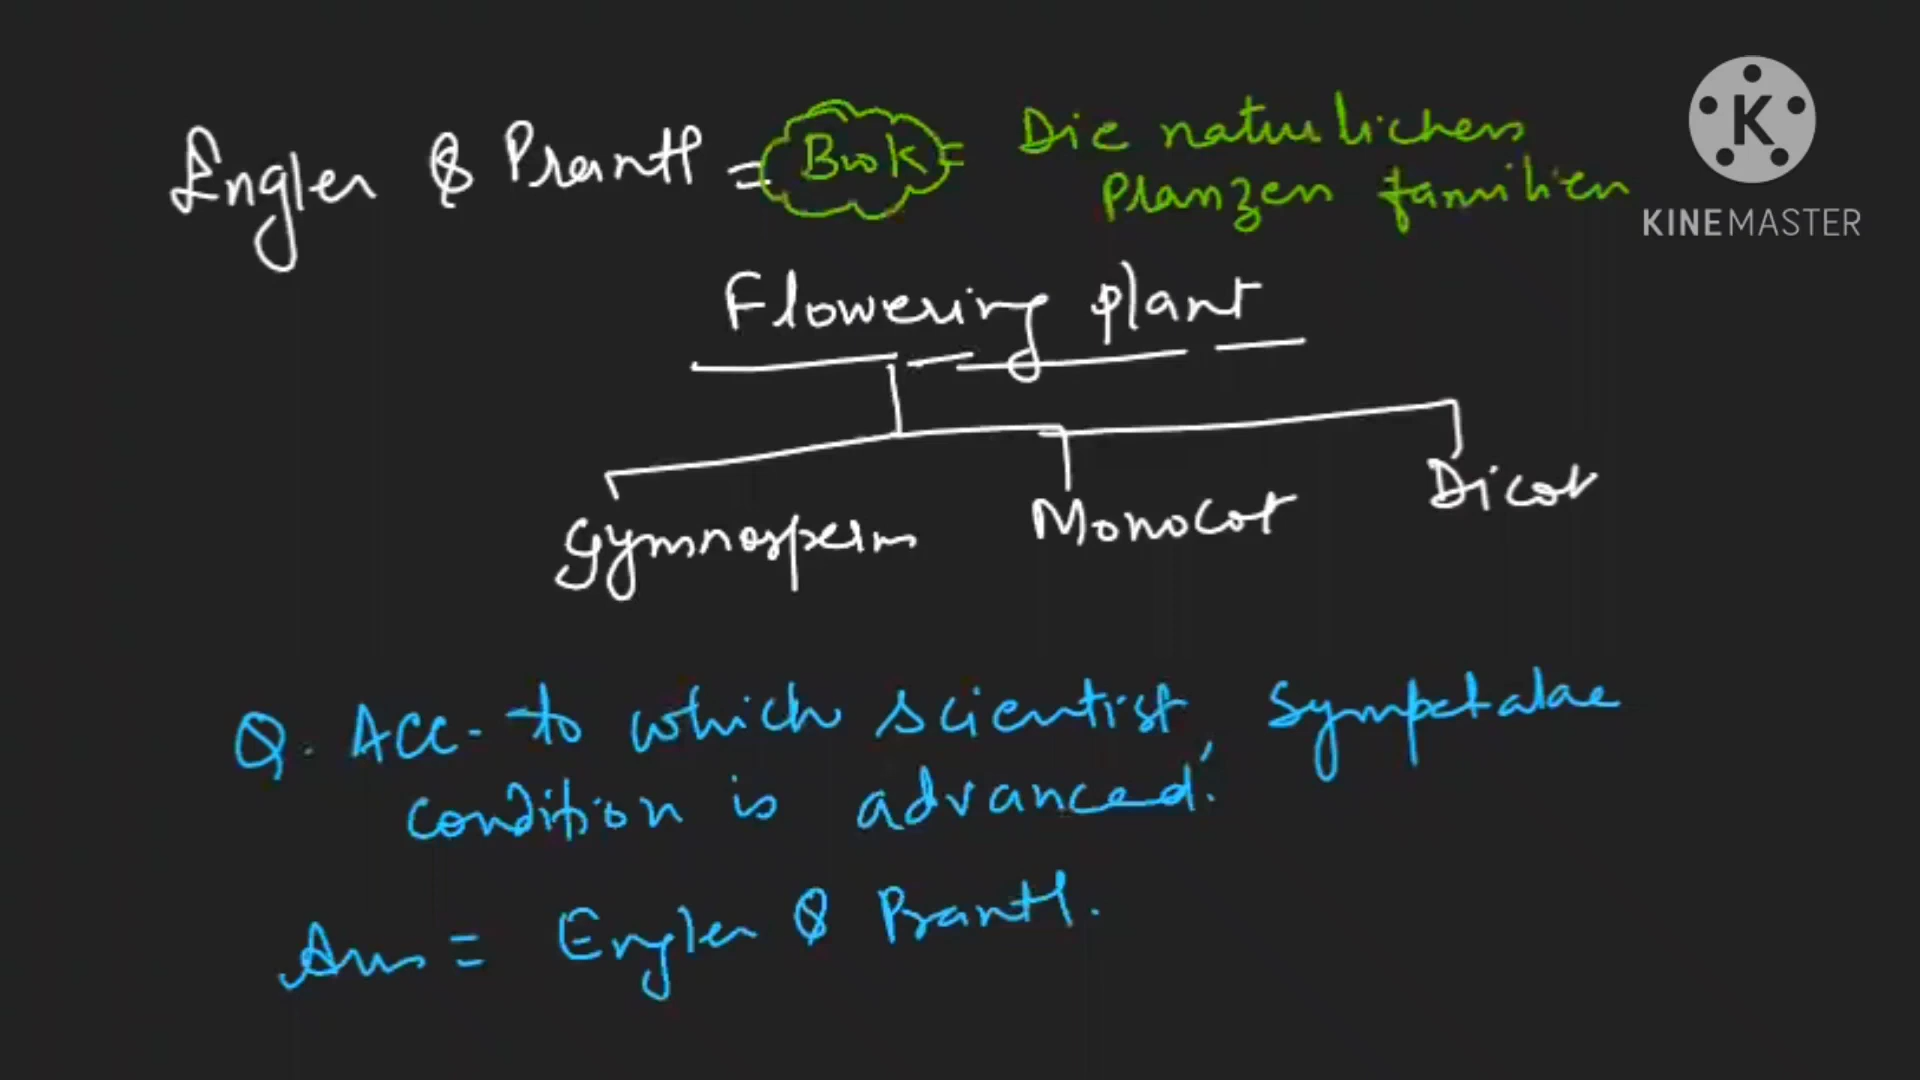 Engler & Prantl = Book = Die naturlichen
Planzen familien
K
KINEMASTER
Flowering plant
Gymnosperm Monocot Dicot
Q. Acc- to which scientist, Sympetalae
condition is advanced.
Ans = Engler & Prantl.